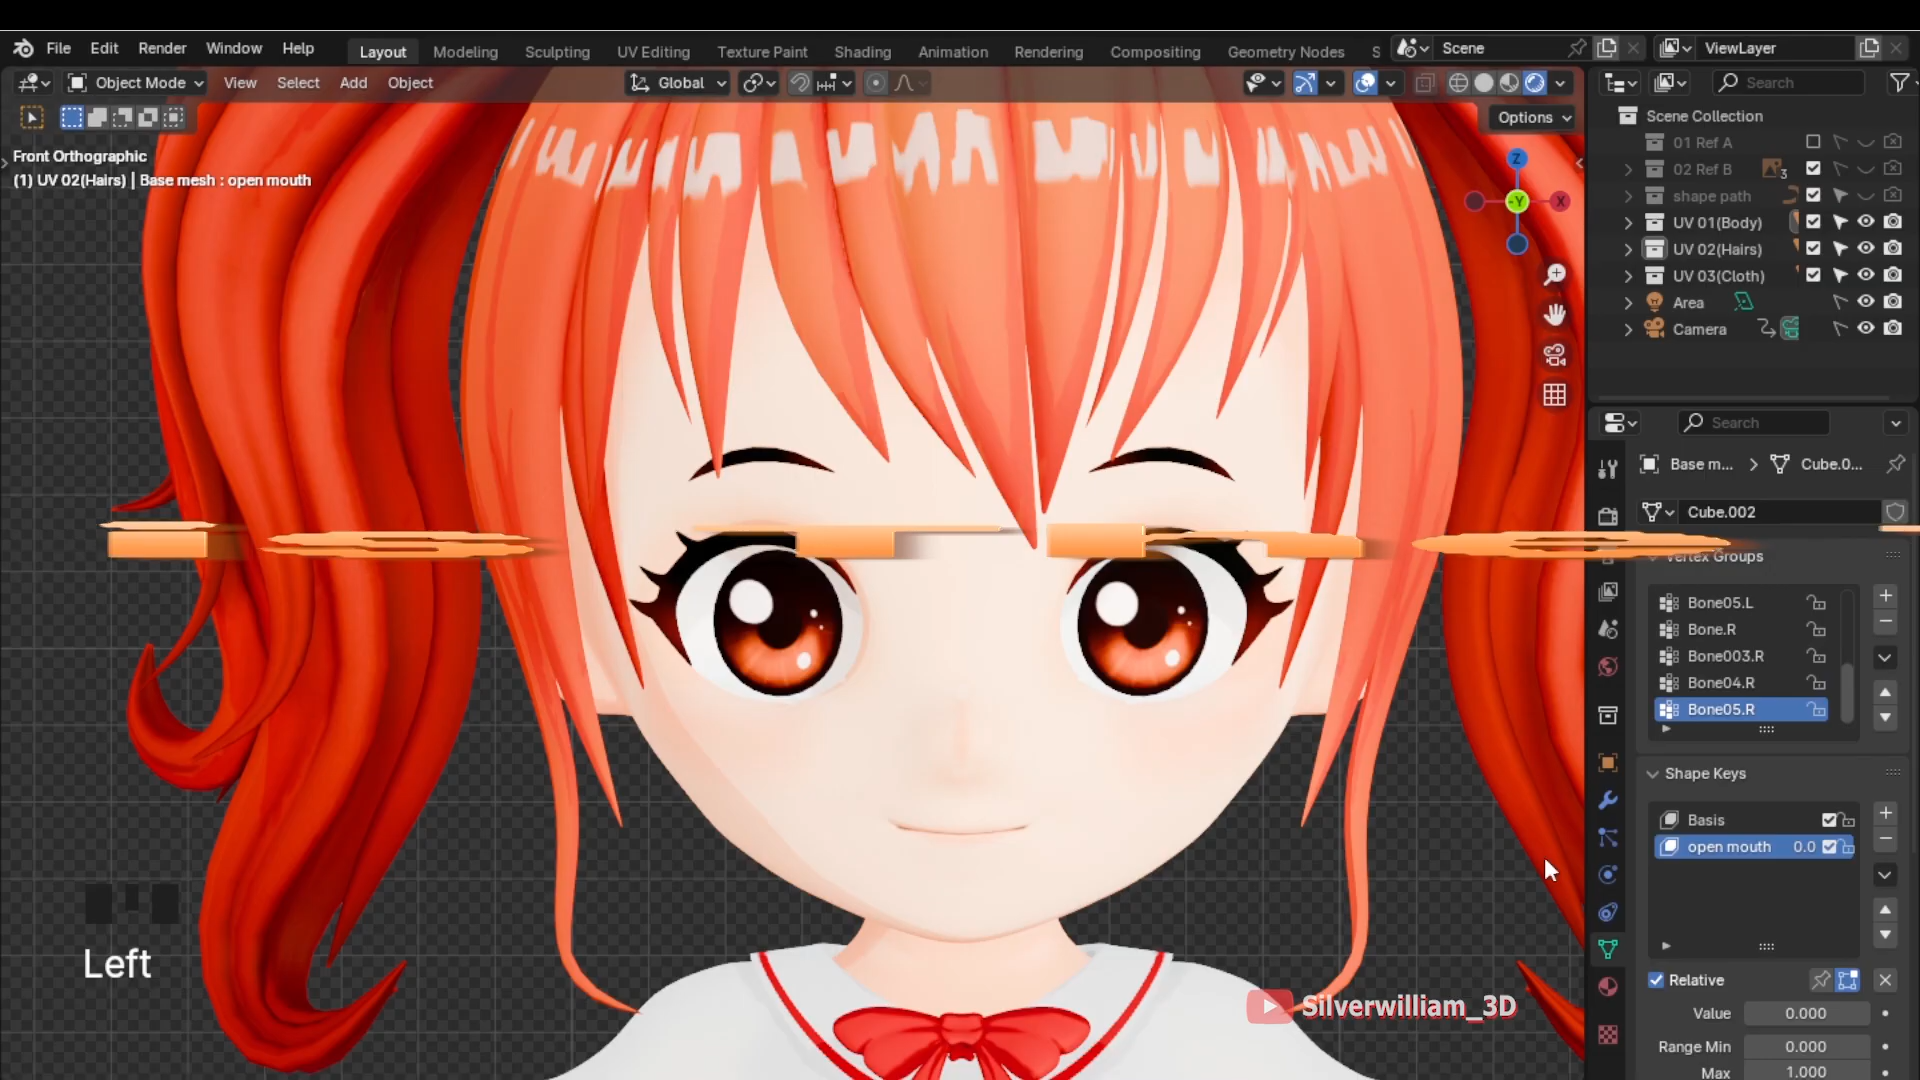 File Edit Render Window Help Layout Modeling Sculpting UV Editing Texture Paint Shading Animation Rendering Compositing Geometry Nodes S Scene ViewLayer
Object Mode View Select Add Object Global Search
Options
Front Orthographic
(1) UV 02(Hairs) | Base mesh : open mouth
Z
-Y X
Scene Collection
01 Ref A
02 Ref B 3
shape path
UV 01(Body)
UV 02(Hairs)
UV 03(Cloth)
Area
Camera
Search
Base m... > Cube.0...
Cube.002
Vertex Groups
Bone05.L
Bone.R
Bone003.R
Bone04.R
Bone05.R
Shape Keys
Basis
open mouth 0.0
Relative
Value 0.000
Range Min 0.000
Max 1.000
Left
Silverwilliam_3D